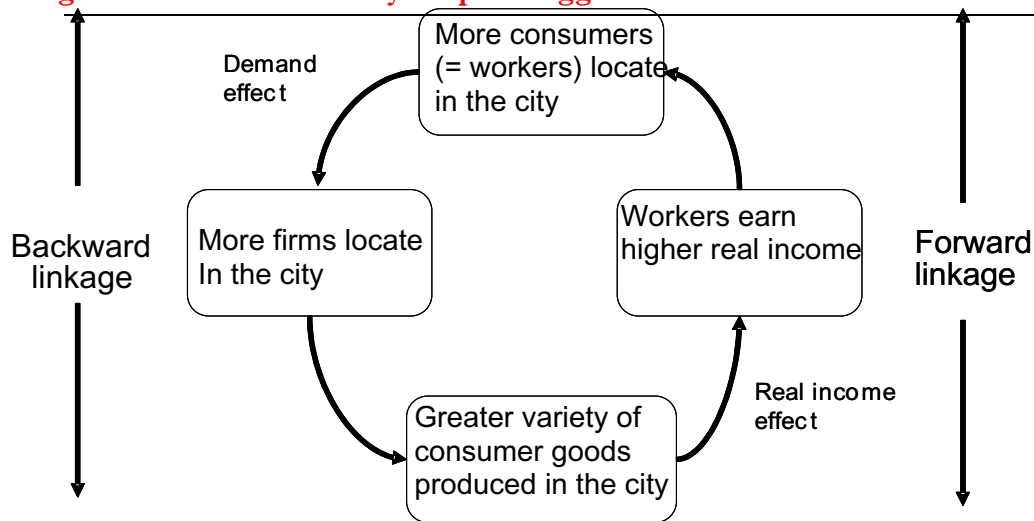 More consumers
(= workers) locate
in the city
Demand
effect
Backward
linkage
More firms locate
In the city
Workers earn
higher real income
Forward
linkage
Real income
effect
Greater variety of
consumer goods
produced in the city